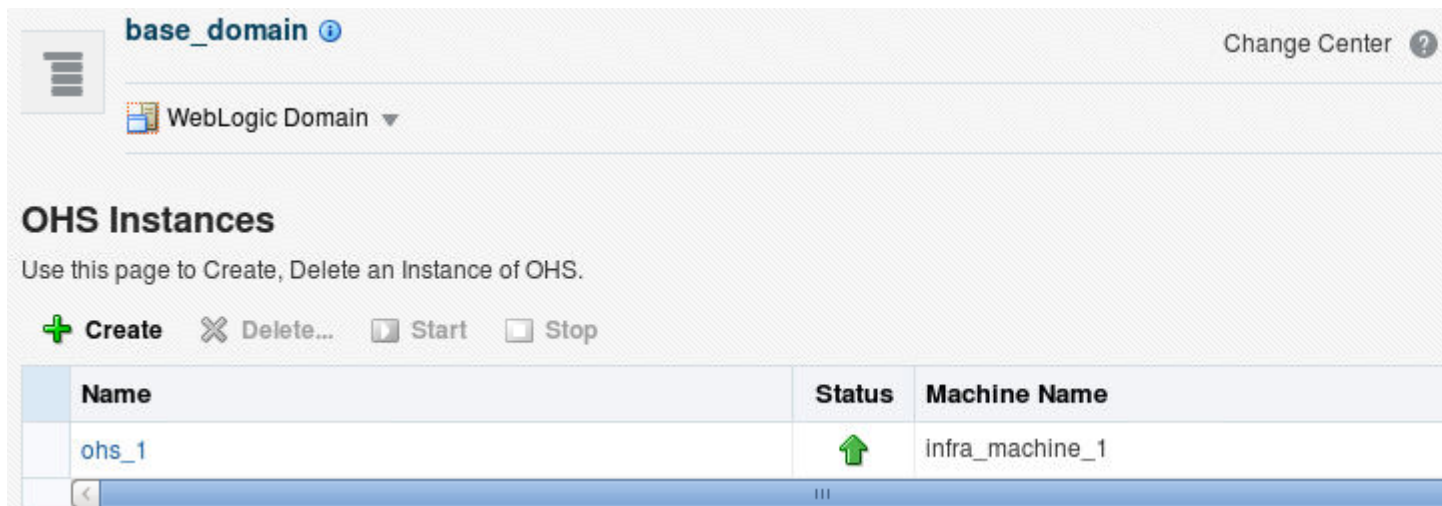 base_domain
Change Center
WebLogic Domain
OHS Instances
Use this page to Create, Delete an Instance of OHS.
Create Delete... Start Stop
Name Status Machine Name
ohs_1 infra_machine_1